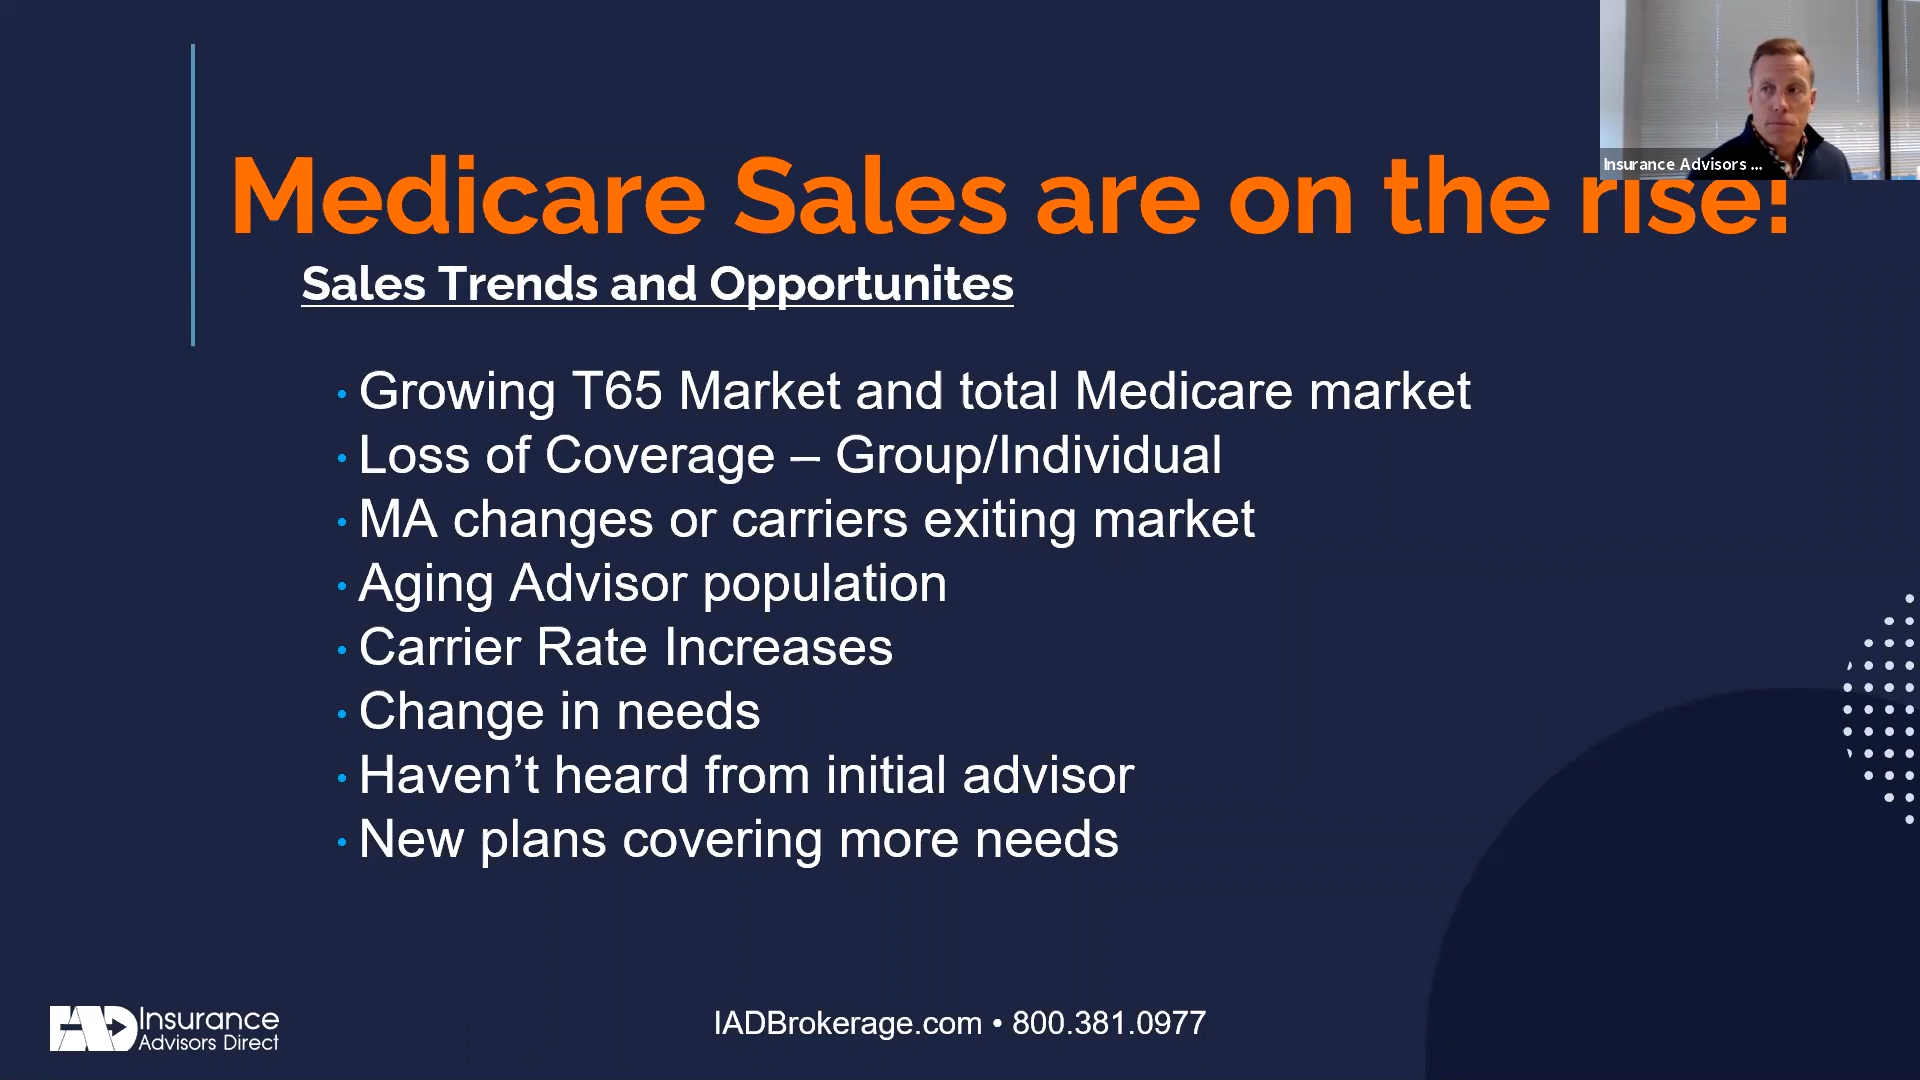 Insurance Advisors ...
Medicare Sales are on the rise!
Sales Trends and Opportunites
• Growing T65 Market and total Medicare market
• Loss of Coverage – Group/Individual
• MA changes or carriers exiting market
• Aging Advisor population
• Carrier Rate Increases
• Change in needs
• Haven’t heard from initial advisor
• New plans covering more needs
IAD Insurance
Advisors Direct
IADBrokerage.com • 800.381.0977